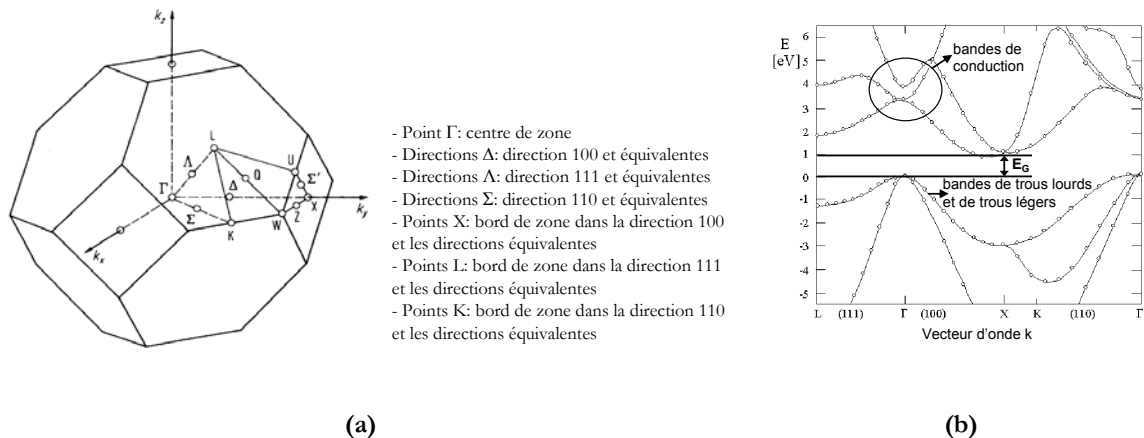 k_z
L
U
Λ
Q
Σ'
Γ
Δ
X
k_y
Σ
Z
W
K
k_x
- Point Γ: centre de zone
- Directions Δ: direction 100 et équivalentes
- Directions Λ: direction 111 et équivalentes
- Directions Σ: direction 110 et équivalentes
- Points X: bord de zone dans la direction 100
et les directions équivalentes
- Points L: bord de zone dans la direction 111
et les directions équivalentes
- Points K: bord de zone dans la direction 110
et les directions équivalentes
(a)
E
[eV]
6
5
4
3
2
1
0
-1
-2
-3
-4
-5
bandes de
conduction
E_G
bandes de trous lourds
et de trous légers
L (111) Γ (100) X K (110) Γ
Vecteur d'onde k
(b)